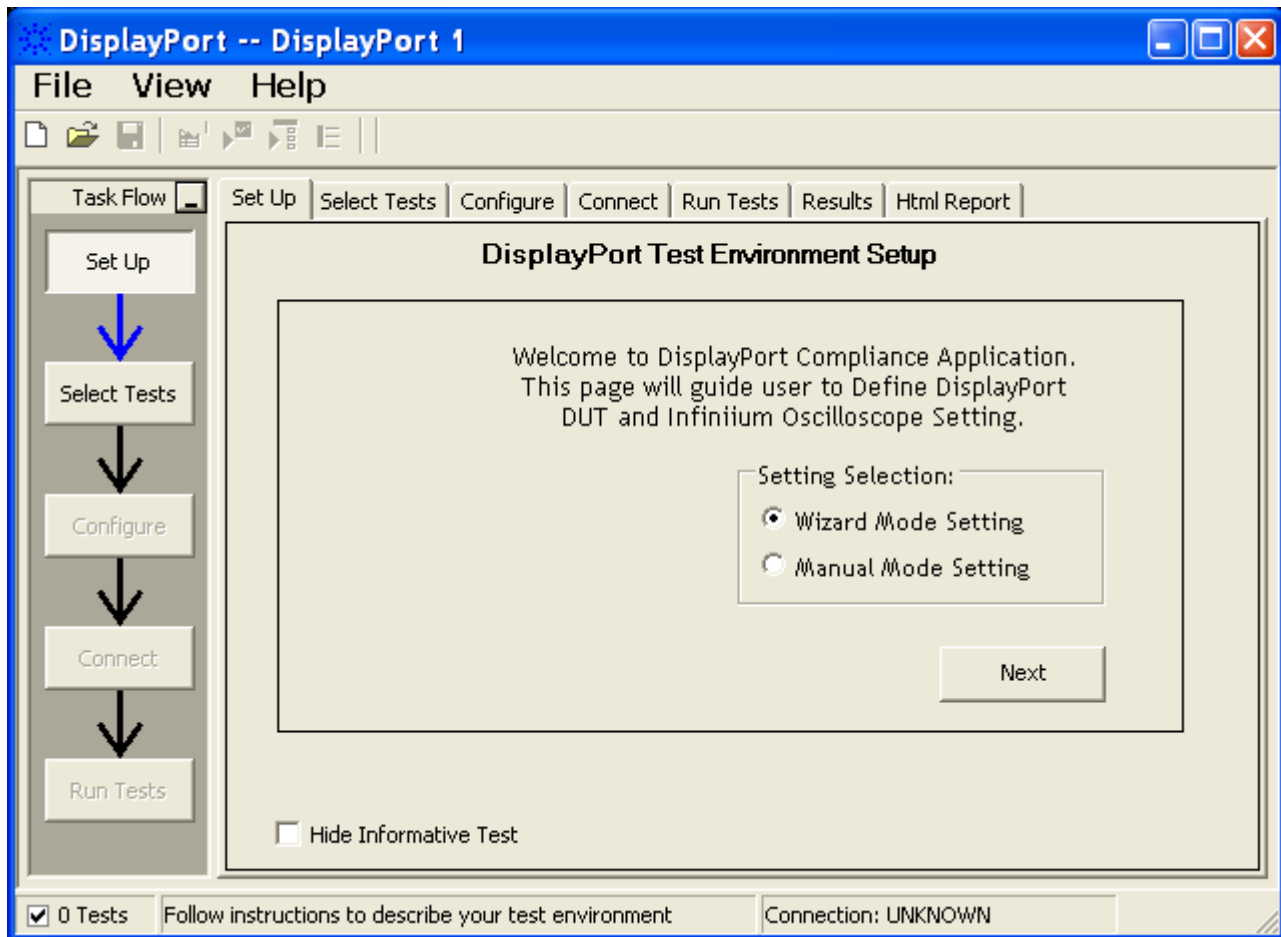 DisplayPort -- DisplayPort 1
File View Help
Task Flow
Set Up
Select Tests
Configure
Connect
Run Tests
Set Up Select Tests Configure Connect Run Tests Results Html Report
DisplayPort Test Environment Setup
Welcome to DisplayPort Compliance Application.
This page will guide user to Define DisplayPort
DUT and Infiniium Oscilloscope Setting.
Setting Selection:
Wizard Mode Setting
Manual Mode Setting
Next
Hide Informative Test
0 Tests Follow instructions to describe your test environment Connection: UNKNOWN